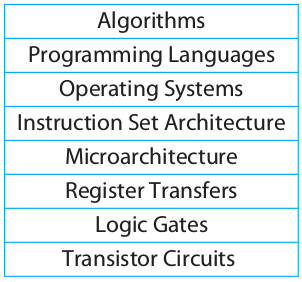 Algorithms
Programming Languages
Operating Systems
Instruction Set Architecture
Microarchitecture
Register Transfers
Logic Gates
Transistor Circuits